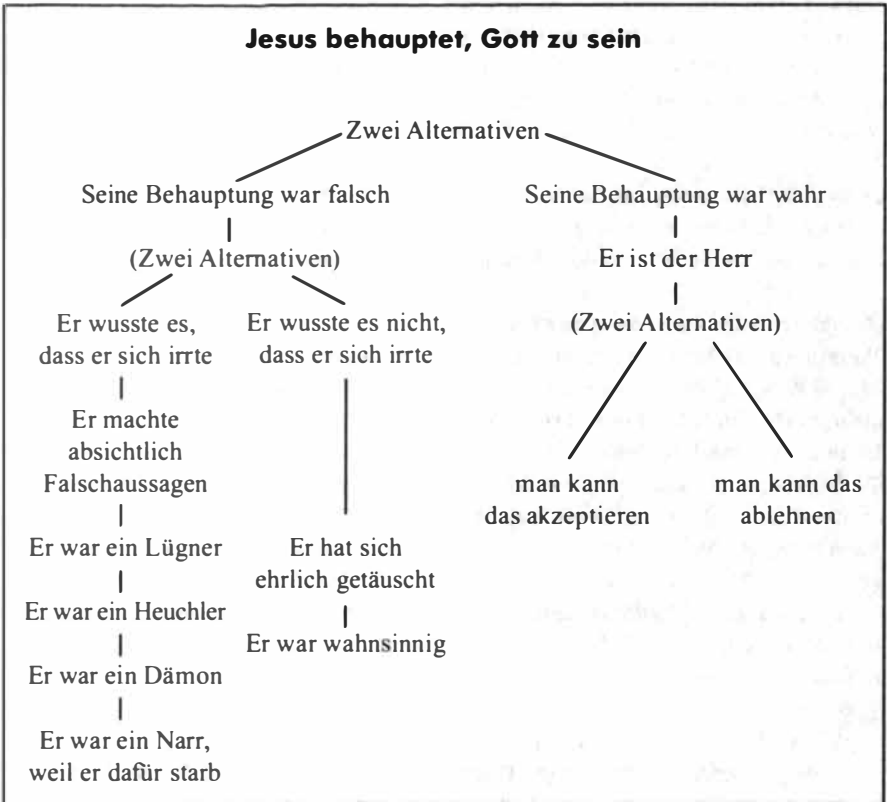 Jesus behauptet, Gott zu sein
Zwei Alternativen
Seine Behauptung war falsch
Seine Behauptung war wahr
(Zwei Alternativen)
Er ist der Herr
Er wusste es,
dass er sich irrte
Er wusste es nicht,
dass er sich irrte
(Zwei Alternativen)
Er machte
absichtlich
Falschaussagen
man kann
das akzeptieren
man kann das
ablehnen
Er war ein Lügner
Er hat sich
ehrlich getäuscht
Er war ein Heuchler
Er war wahnsinnig
Er war ein Dämon
Er war ein Narr,
weil er dafür starb